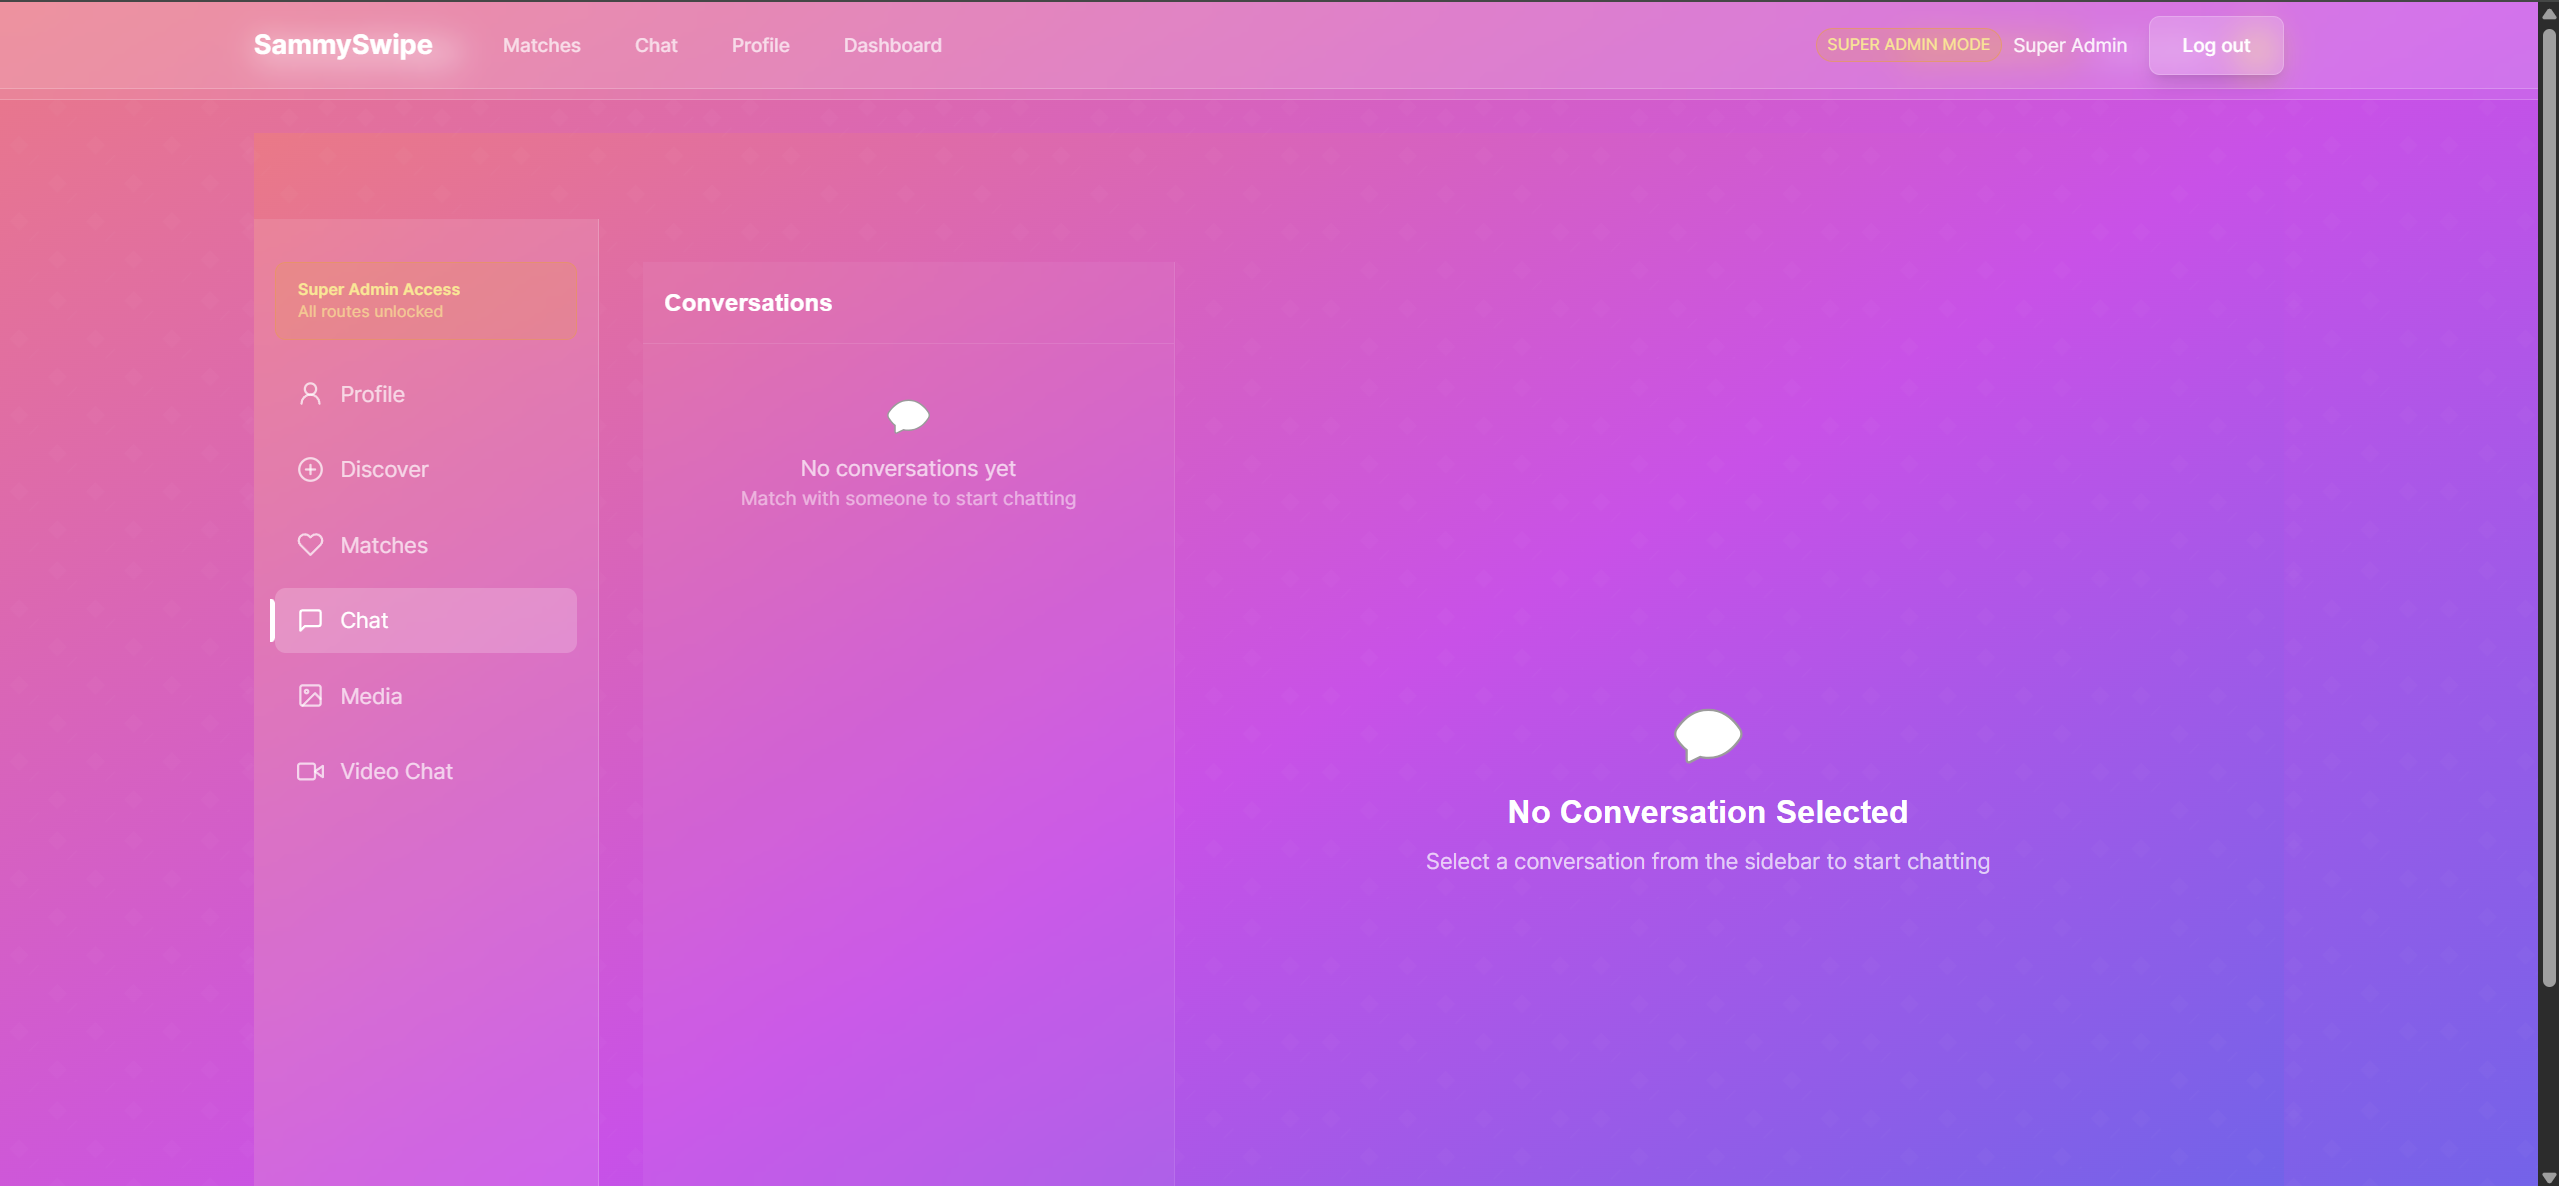 SammySwipe
Matches
Chat
Profile
Dashboard
SUPER ADMIN MODE
Super Admin
Log out
Super Admin Access
All routes unlocked
Profile
Discover
Matches
Chat
Media
Video Chat
Conversations
No conversations yet
Match with someone to start chatting
No Conversation Selected
Select a conversation from the sidebar to start chatting